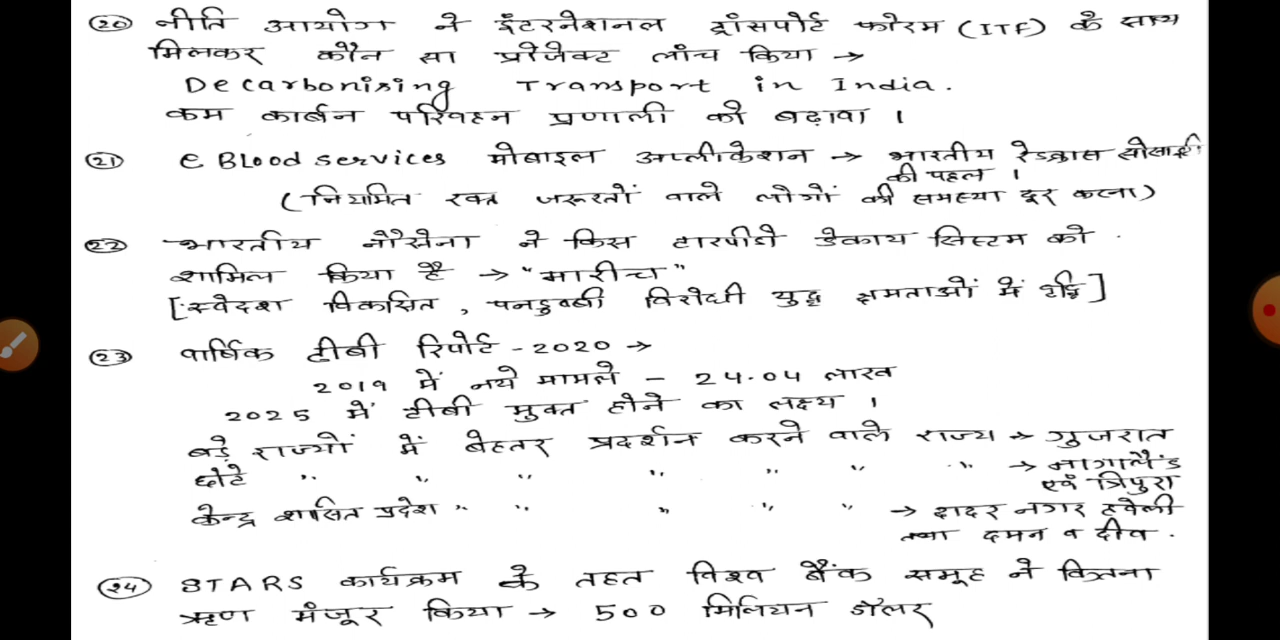 (20) नीति आयोग ने इंटरनेशनल ट्रांसपोर्ट फोरम (ITF) के साथ
मिलकर कौन सा प्रोजेक्ट लाँच किया →
Decarbonising Transport in India.
कम कार्बन परिवहन प्रणाली को बढ़ावा ।
(21) e Blood services मोबाइल अप्लीकेशन → भारतीय रेडक्रास सोसाइटी
की पहल ।
(नियमित रक्त जरूरतों वाले लोगों की समस्या दूर करना)
(22) भारतीय नौसेना ने किस टारपीडो डेकाय सिस्टम को
शामिल किया है → "मारीच"
[स्वेदश विकसित, पनडुब्बी विरोधी युद्ध क्षमताओं में वृद्धि]
(23) वार्षिक टीबी रिपोर्ट - 2020 →
2019 में नये मामले - 24.04 लाख
2025 में टीबी मुक्त होने का लक्ष्य ।
बड़े राज्यों में बेहतर प्रदर्शन करने वाले राज्य → गुजरात
छोटे " " " " " " " → नागालैंड
एवं त्रिपुरा
केन्द्र शासित प्रदेश " " " " " → दादर नगर हवेली
तथा दमन व दीव .
(24) STARS कार्यक्रम के तहत विश्व बैंक समूह ने कितना
ऋण मंजूर किया → 500 मिलियन डॉलर